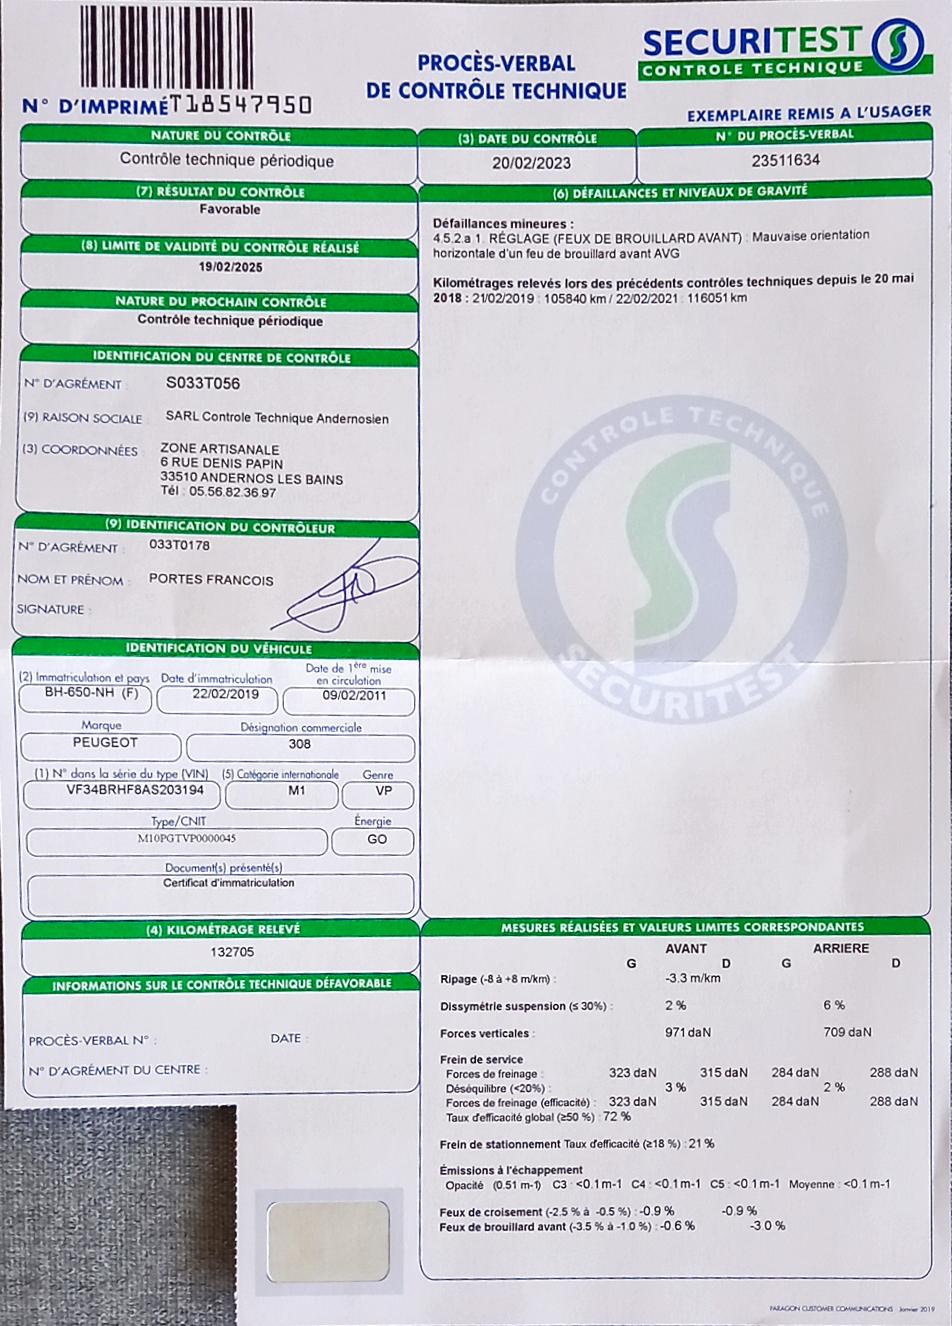 N° D'IMPRIMÉ T18547950
PROCÈS-VERBAL
DE CONTRÔLE TECHNIQUE
SECURITEST
CONTROLE TECHNIQUE
EXEMPLAIRE REMIS A L'USAGER
NATURE DU CONTRÔLE
Contrôle technique périodique
(3) DATE DU CONTRÔLE
20/02/2023
N° DU PROCÈS-VERBAL
23511634
(7) RÉSULTAT DU CONTRÔLE
Favorable
(8) LIMITE DE VALIDITÉ DU CONTRÔLE RÉALISÉ
19/02/2025
NATURE DU PROCHAIN CONTRÔLE
Contrôle technique périodique
IDENTIFICATION DU CENTRE DE CONTRÔLE
N° D'AGRÉMENT : S033T056
(9) RAISON SOCIALE : SARL Controle Technique Andernosien
(3) COORDONNÉES : ZONE ARTISANALE
6 RUE DENIS PAPIN
33510 ANDERNOS LES BAINS
Tél : 05.56.82.36.97
(9) IDENTIFICATION DU CONTRÔLEUR
N° D'AGRÉMENT : 033T0178
NOM ET PRÉNOM : PORTES FRANCOIS
SIGNATURE :
IDENTIFICATION DU VÉHICULE
(2) Immatriculation et pays
BH-650-NH (F)
Date d'immatriculation
22/02/2019
Date de 1ère mise
en circulation
09/02/2011
Marque
PEUGEOT
Désignation commerciale
308
(1) N° dans la série du type (VIN)
VF34BRHF8AS203194
(5) Catégorie internationale
M1
Genre
VP
Type/CNIT
M10PGTVP0000045
Énergie
GO
Document(s) présenté(s)
Certificat d'immatriculation
(4) KILOMÉTRAGE RELEVÉ
132705
INFORMATIONS SUR LE CONTRÔLE TECHNIQUE DÉFAVORABLE
PROCÈS-VERBAL N° : DATE :
N° D'AGRÉMENT DU CENTRE :
(6) DÉFAILLANCES ET NIVEAUX DE GRAVITÉ
Défaillances mineures :
4.5.2.a.1. RÉGLAGE (FEUX DE BROUILLARD AVANT) : Mauvaise orientation
horizontale d'un feu de brouillard avant AVG
Kilométrages relevés lors des précédents contrôles techniques depuis le 20 mai
2018 : 21/02/2019 : 105840 km / 22/02/2021 : 116051 km
CONTROLE TECHNIQUE
SECURITEST
MESURES RÉALISÉES ET VALEURS LIMITES CORRESPONDANTES
AVANT ARRIERE
G D G D
Ripage (-8 à +8 m/km) : -3.3 m/km
Dissymétrie suspension (≤ 30%) : 2 % 6 %
Forces verticales : 971 daN 709 daN
Frein de service
Forces de freinage : 323 daN 315 daN 284 daN 288 daN
Déséquilibre (<20%) : 3 % 2 %
Forces de freinage (efficacité) : 323 daN 315 daN 284 daN 288 daN
Taux d'efficacité global (≥50 %) : 72 %
Frein de stationnement Taux d'efficacité (≥18 %) : 21 %
Émissions à l'échappement
Opacité (0.51 m-1) C3 : <0.1 m-1 C4 : <0.1 m-1 C5 : <0.1 m-1 Moyenne : <0.1 m-1
Feux de croisement (-2.5 % à -0.5 %) : -0.9 % -0.9 %
Feux de brouillard avant (-3.5 % à -1.0 %) : -0.6 % -3.0 %
PARAGON CUSTOMER COMMUNICATIONS - Janvier 2019